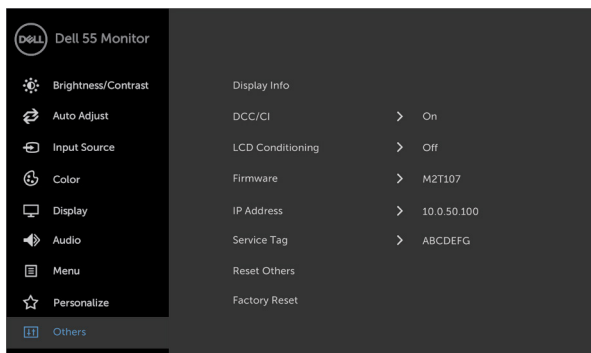 DELL Dell 55 Monitor
Brightness/Contrast
Auto Adjust
Input Source
Color
Display
Audio
Menu
Personalize
Others
Display Info
DCC/CI > On
LCD Conditioning > Off
Firmware > M2T107
IP Address > 10.0.50.100
Service Tag > ABCDEFG
Reset Others
Factory Reset